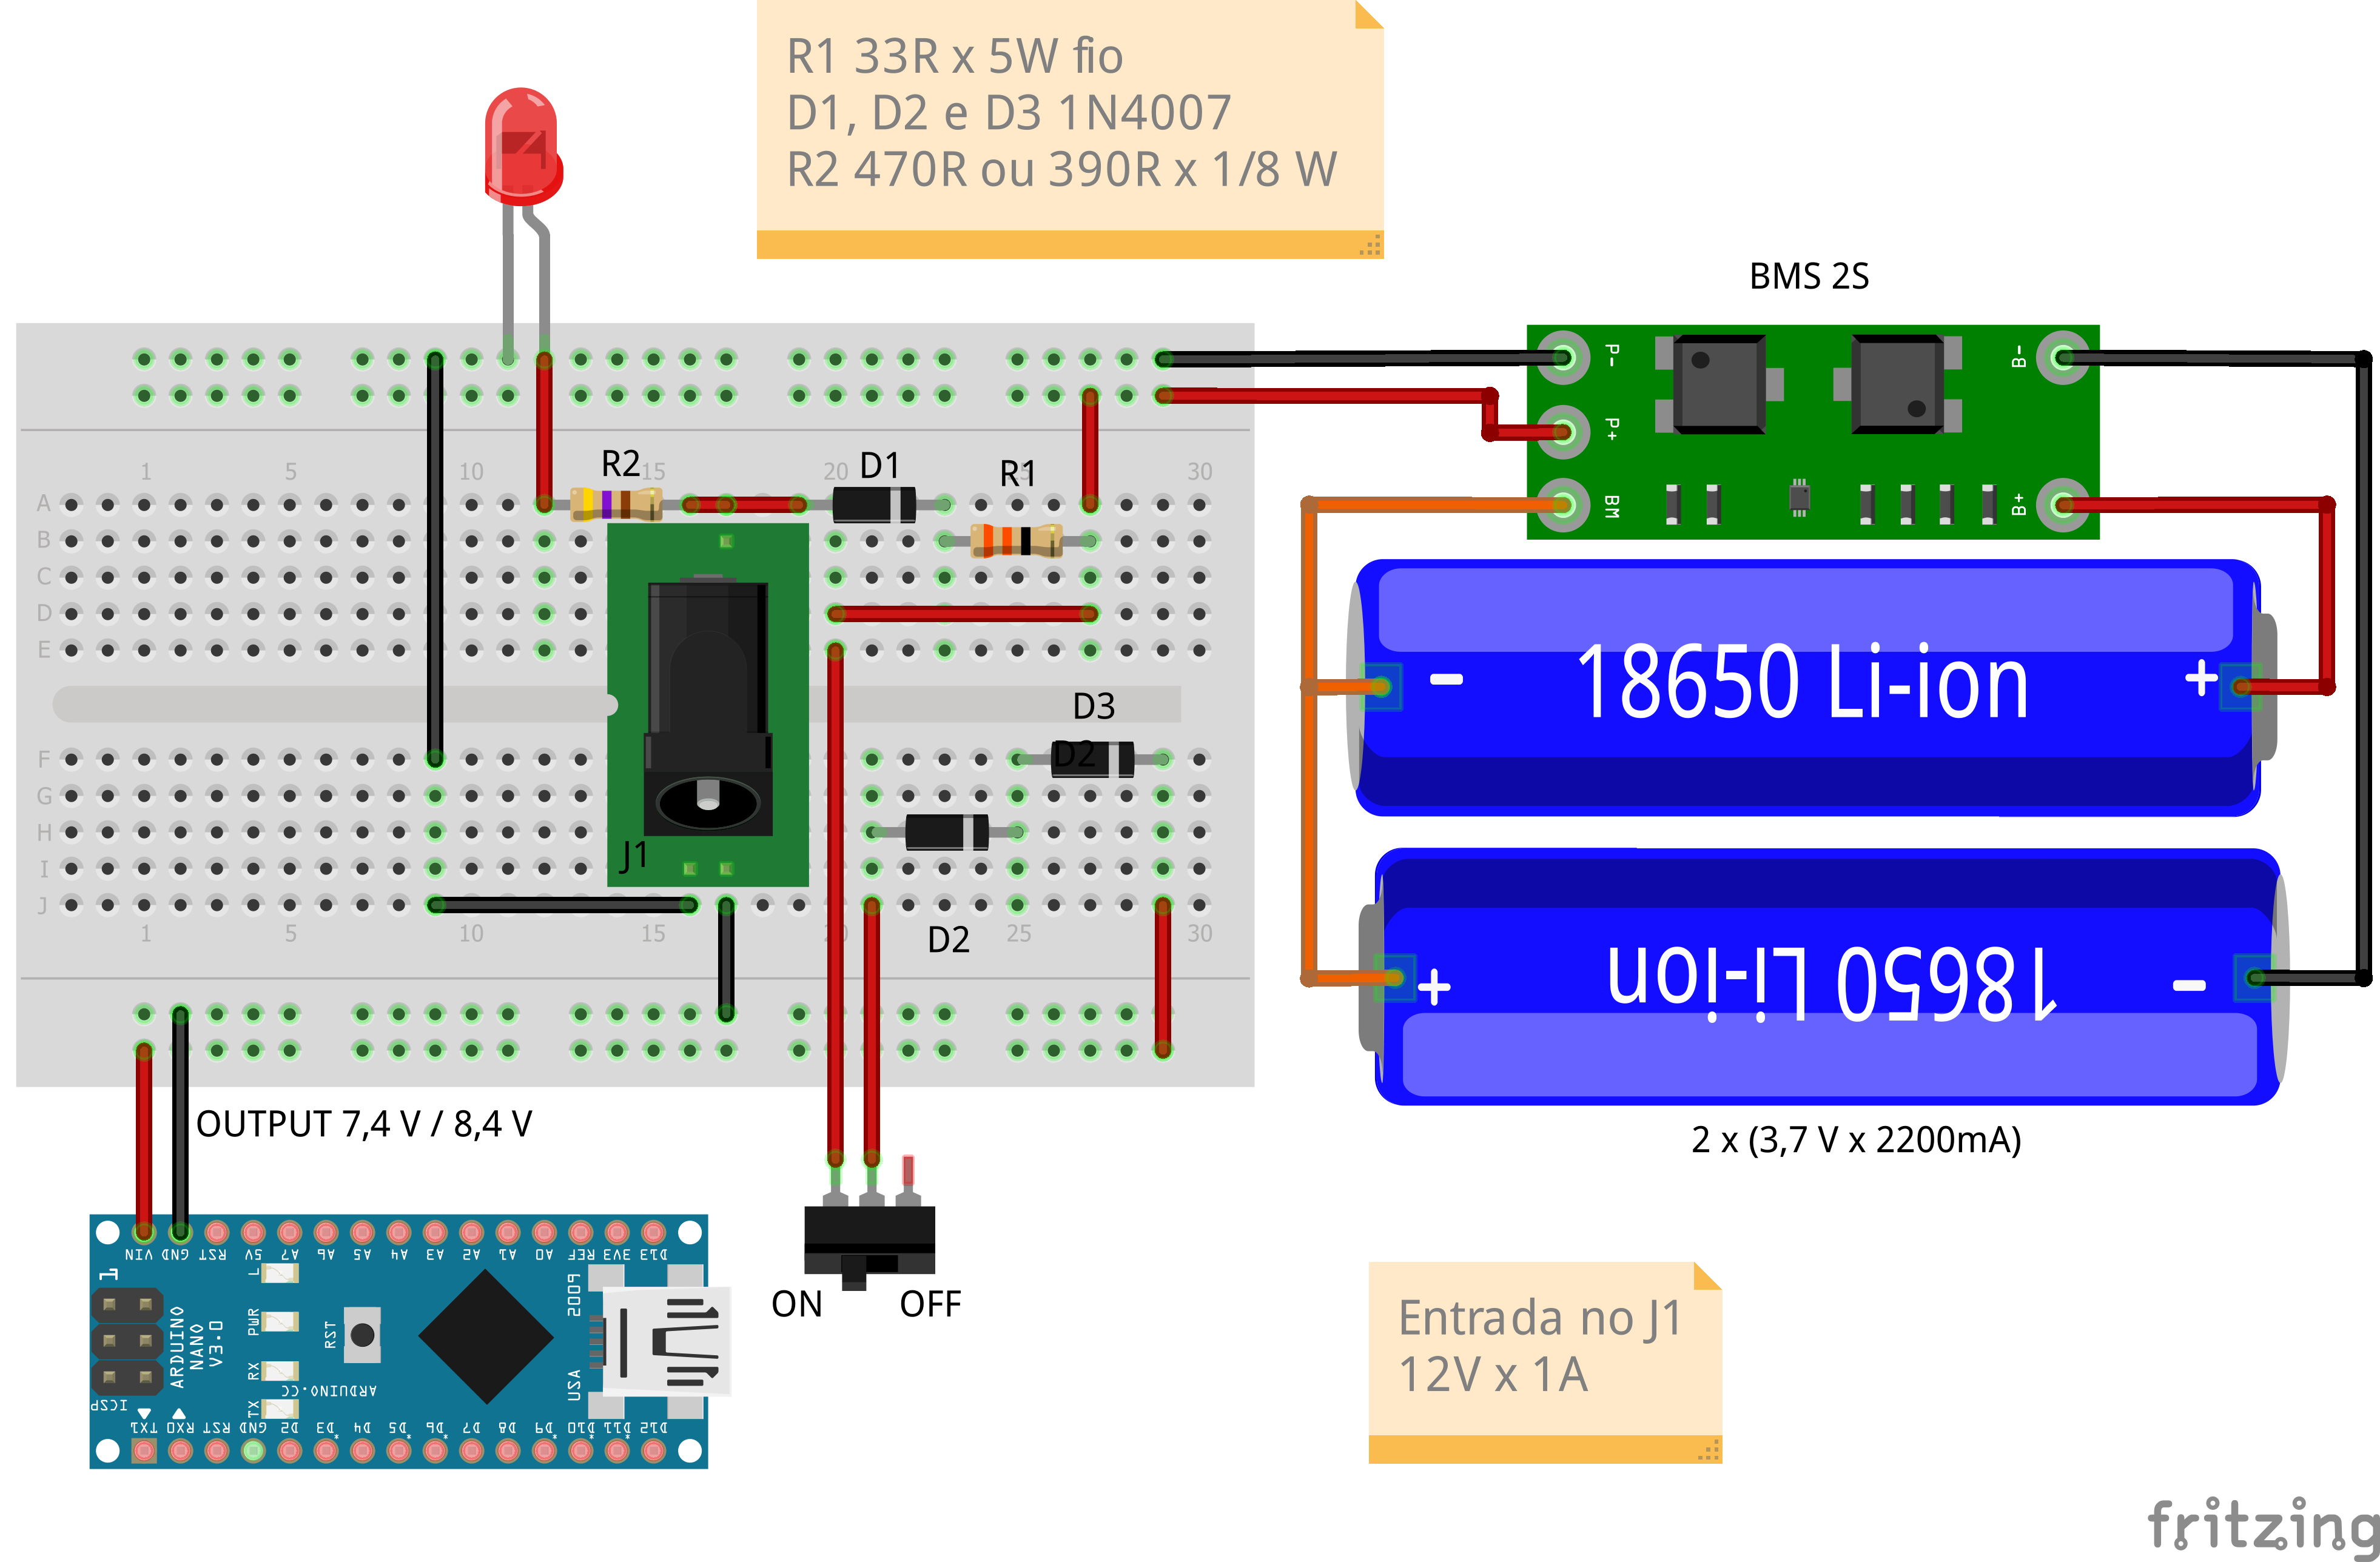 R1 33R x 5W fio
D1, D2 e D3 1N4007
R2 470R ou 390R x 1/8 W
BMS 2S
P-
P+
BM
B-
B+
1 5 10 15 20 25 30
R2
D1
R1
A
B
C
D
E
18650 Li-ion
- +
D3
D2
F
G
H
I
J
J1
1 5 10 15 20 25 30
D2
18650 Li-ion
+ -
OUTPUT 7,4 V / 8,4 V
2 x (3,7 V x 2200mA)
VIN GND RST 5V A7 A6 A5 A4 A3 A2 A1 A0 REF 3V3 D13
1
L
PWR
RX
TX
RST
ARDUINO
NANO
V3.0
ARDUINO.CC
2009
USA
ICSP
TX1 RX0 RST GND D2 D3 D4 D5 D6 D7 D8 D9 D10 D11 D12
ON OFF
Entrada no J1
12V x 1A
fritzing